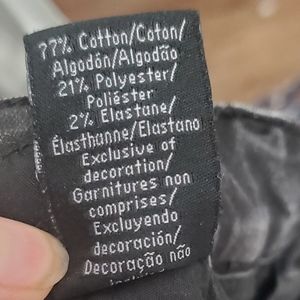 77% Cotton/Coton/
Algodón/Algodão
21% Polyester/
Poliéster
2% Elastane/
Élasthanne/Elastano
Exclusive of
decoration/
Garnitures non
comprises/
Excluyendo
decoración/
Decoração não